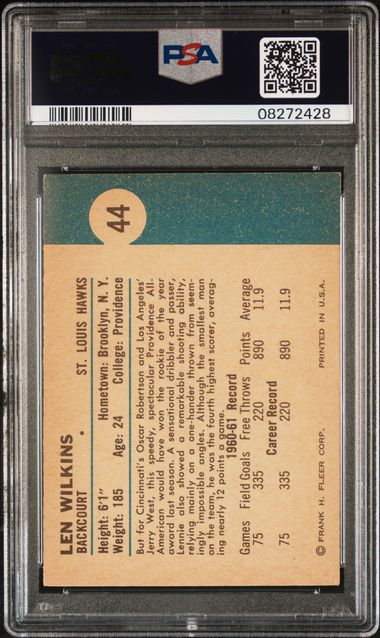 PSA
PSA
08272428
44
LEN WILKINS
BACKCOURT • ST. LOUIS HAWKS
Height: 6'1" Hometown: Brooklyn, N. Y.
Weight: 185 Age: 24 College: Providence
But for Cincinnati's Oscar Robertson and Los Angeles'
Jerry West this speedy, spectacular Providence All-
American would have won the rookie of the year
award last season. A sensational dribbler and passer,
Lennie also showed a remarkable shooting ability,
relying mainly on a one-hander thrown from seem-
ingly impossible angles. Although the smallest man
on the team, he was the fourth highest scorer, averag-
ing nearly 12 points a game.
1960-61 Record
Games Field Goals Free Throws Points Average
75 335 220 890 11.9
Career Record
75 335 220 890 11.9
© FRANK H. FLEER CORP. PRINTED IN U.S.A.